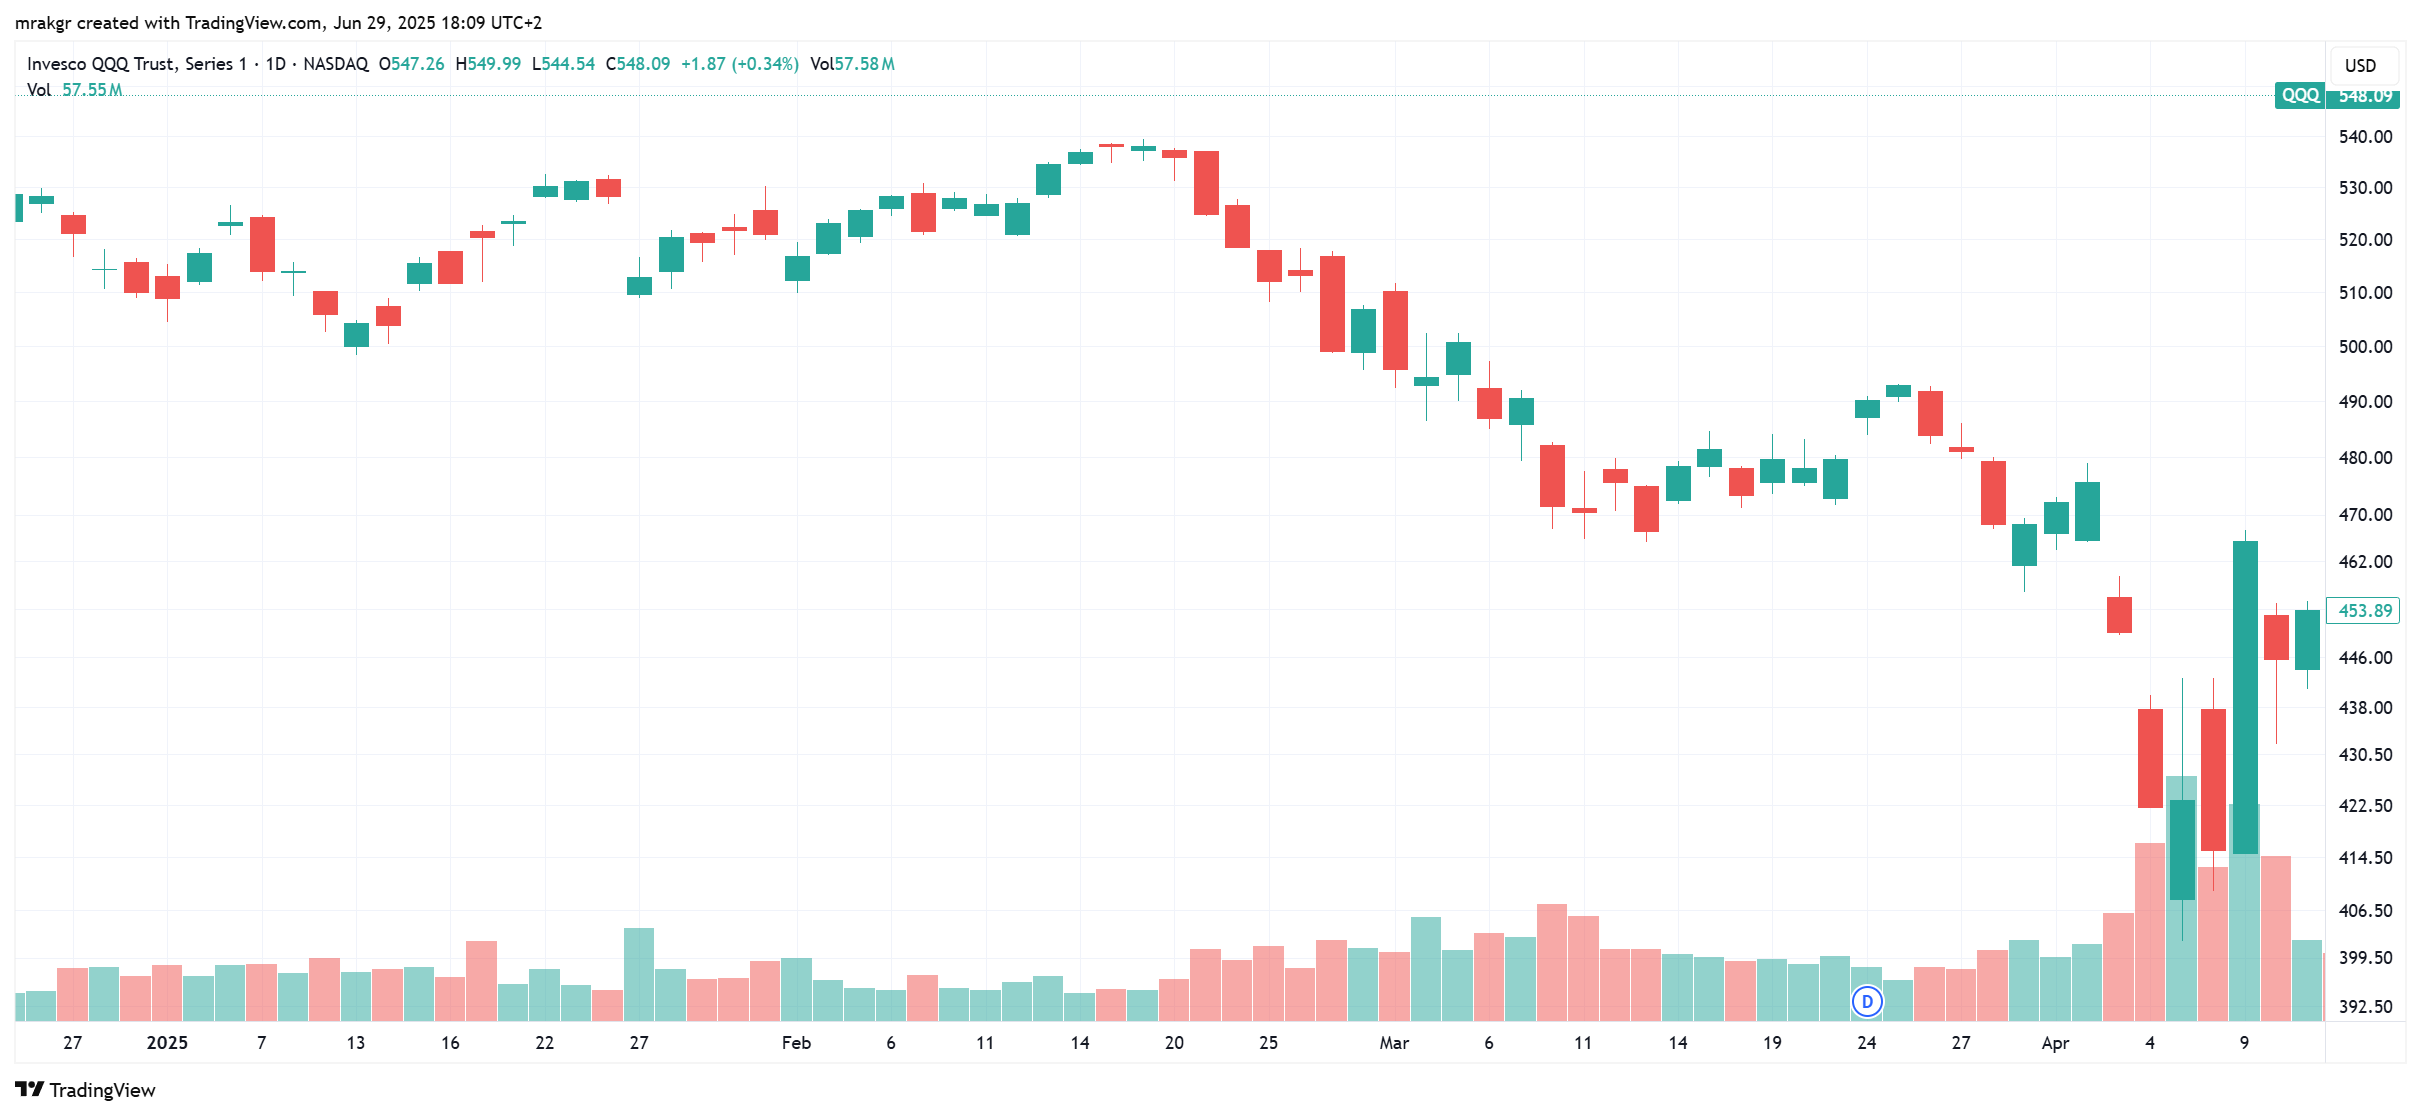 mrakgr created with TradingView.com, Jun 29, 2025 18:09 UTC+2
Invesco QQQ Trust, Series 1 · 1D · NASDAQ O547.26 H549.99 L544.54 C548.09 +1.87 (+0.34%) Vol57.58M
USD
Vol 57.55M
QQQ 548.09
540.00
530.00
520.00
510.00
500.00
490.00
480.00
470.00
462.00
453.89
446.00
438.00
430.50
422.50
414.50
406.50
399.50
392.50
D
27 2025 7 13 16 22 27 Feb 6 11 14 20 25 Mar 6 11 14 19 24 27 Apr 4 9
TradingView